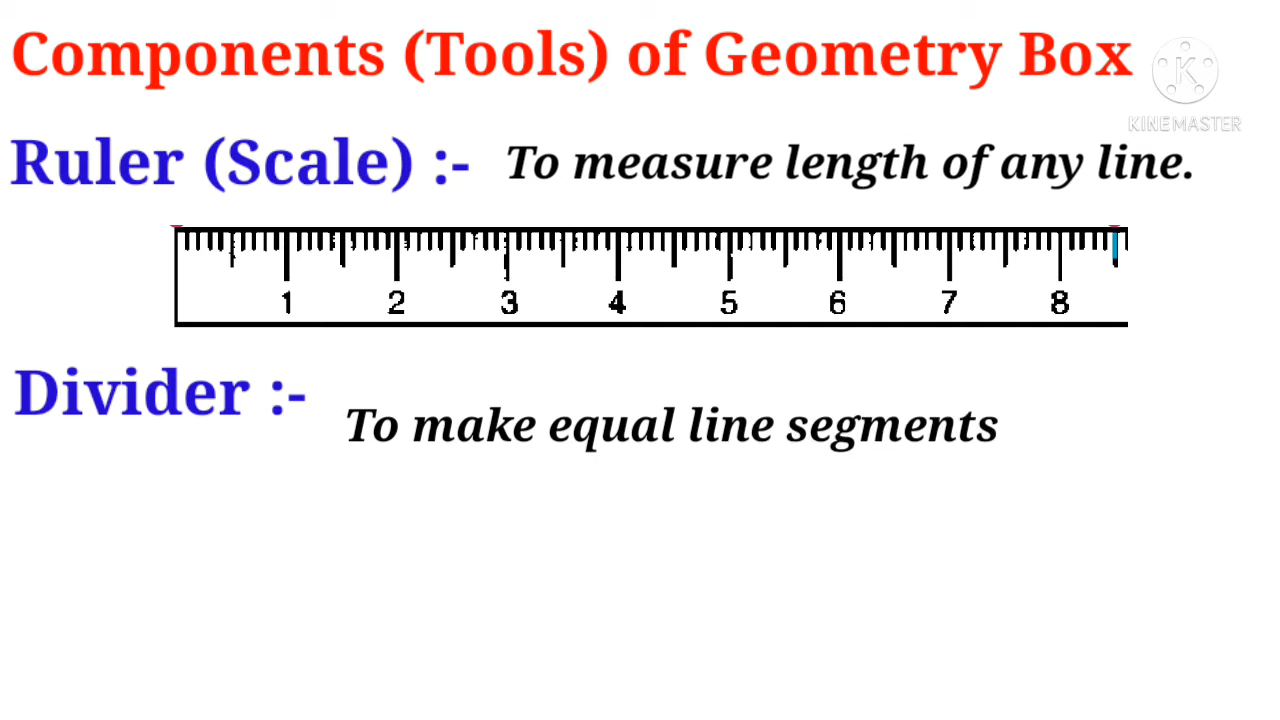 Components (Tools) of Geometry Box
K
KINEMASTER
Ruler (Scale) :- To measure length of any line.
1 2 3 4 5 6 7 8
Divider :-
To make equal line segments